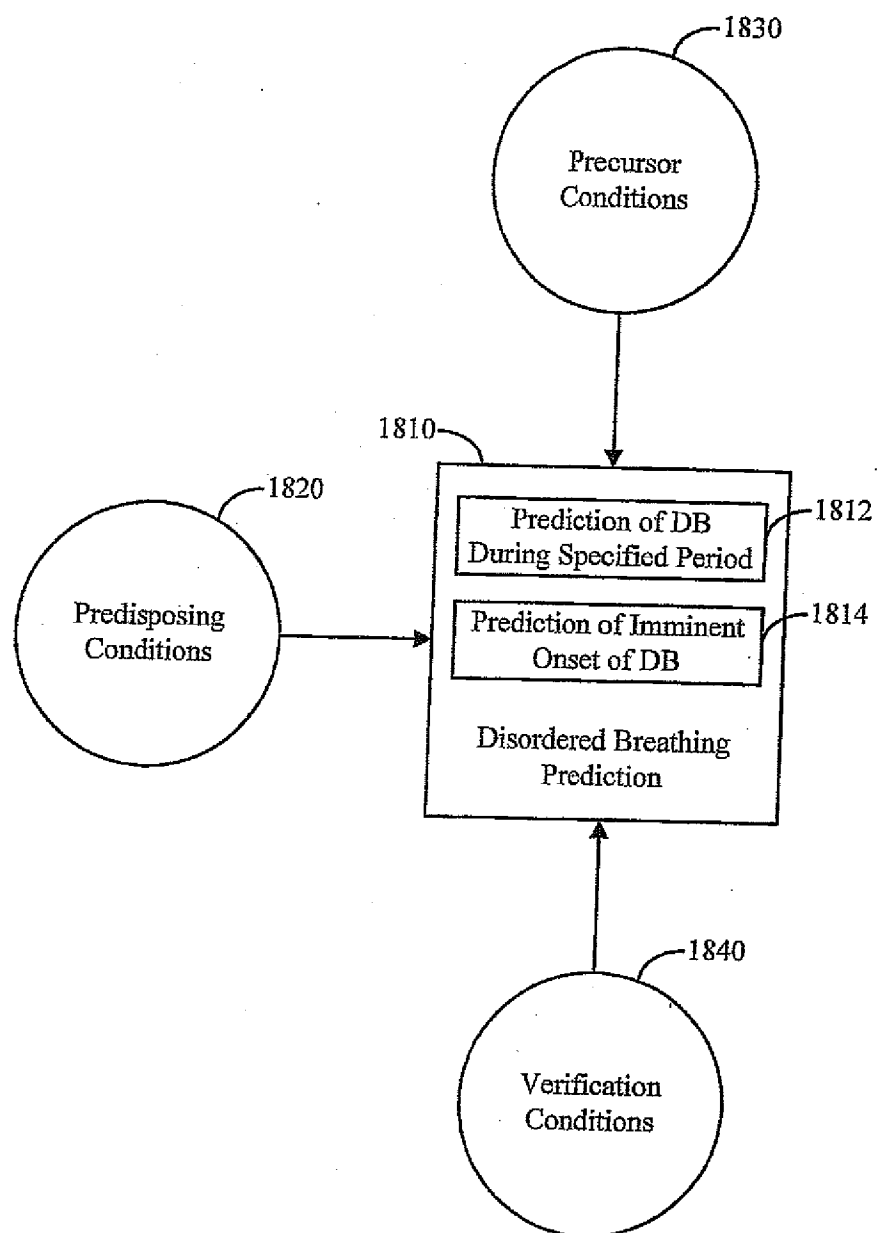 1830
Precursor
Conditions
1810
1820
Prediction of DB
During Specified Period
1812
Predisposing
Conditions
Prediction of Imminent
Onset of DB
1814
Disordered Breathing
Prediction
1840
Verification
Conditions